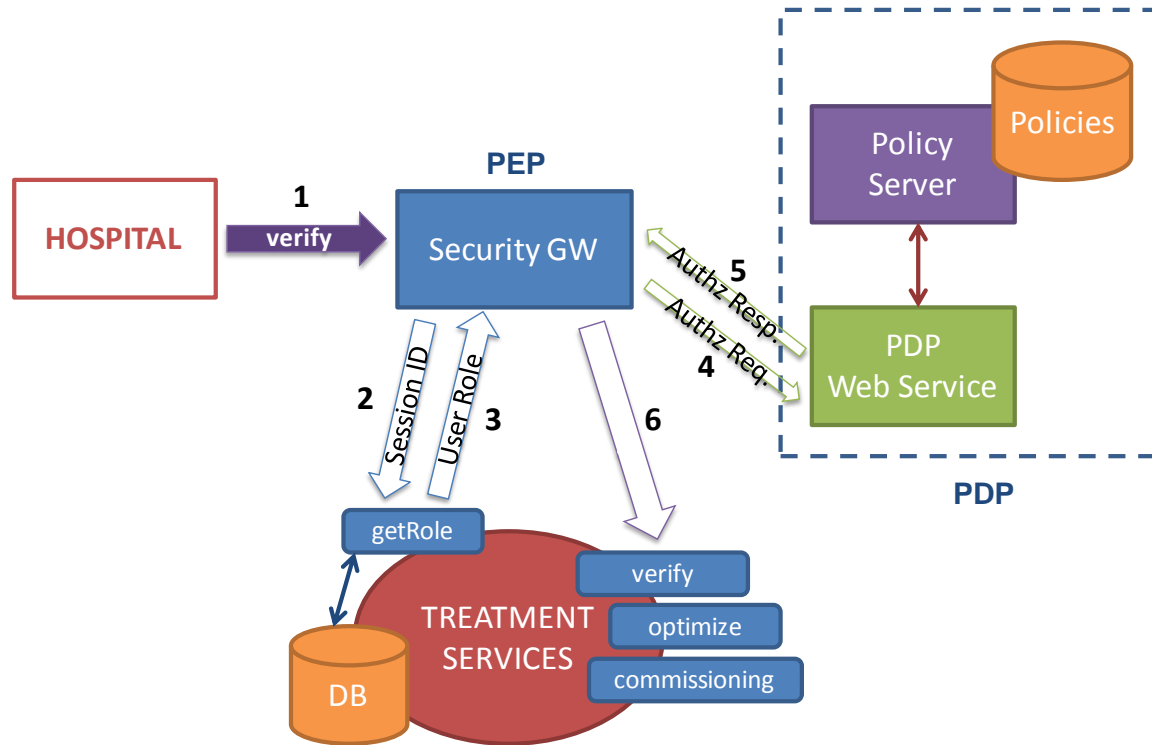 Policies
Policy
Server
PEP
1
HOSPITAL
verify
Security GW
5
Authz Resp.
Authz Req.
4
PDP
Web Service
2
Session ID
User Role
3
6
PDP
getRole
verify
TREATMENT
SERVICES
optimize
commissioning
DB